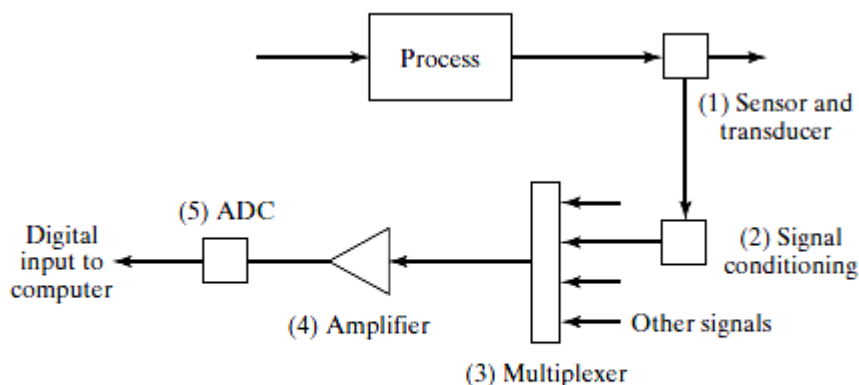 Process
(1) Sensor and
transducer
(5) ADC
Digital
input to
computer
(2) Signal
conditioning
(4) Amplifier
Other signals
(3) Multiplexer